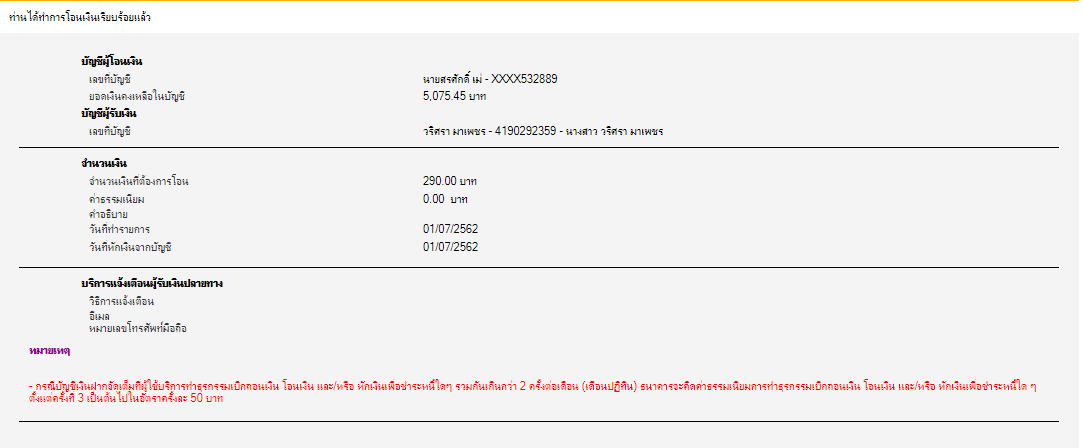 ท่านได้ทำการโอนเงินเรียบร้อยแล้ว
บัญชีผู้โอนเงิน
เลขที่บัญชี นายสรศักดิ์ เม่ - XXXX532889
ยอดเงินคงเหลือในบัญชี 5,075.45 บาท
บัญชีผู้รับเงิน
เลขที่บัญชี วริศรา มาเพชร - 4190292359 - นางสาว วริศรา มาเพชร
จำนวนเงิน
จำนวนเงินที่ต้องการโอน 290.00 บาท
ค่าธรรมเนียม 0.00 บาท
คำอธิบาย
วันที่ทำรายการ 01/07/2562
วันที่หักเงินจากบัญชี 01/07/2562
บริการแจ้งเตือนผู้รับเงินปลายทาง
วิธีการแจ้งเตือน
อีเมล
หมายเลขโทรศัพท์มือถือ
หมายเหตุ
- กรณีบัญชีเงินฝากจัดเต็มที่ผู้ใช้บริการทำธุรกรรมเบิกถอนเงิน โอนเงิน และ/หรือ หักเงินเพื่อชำระหนี้ใดๆ รวมกันเกินกว่า 2 ครั้งต่อเดือน (เดือนปฏิทิน) ธนาคารจะคิดค่าธรรมเนียมการทำธุรกรรมเบิกถอนเงิน โอนเงิน และ/หรือ หักเงินเพื่อชำระหนี้ใด ๆ
ตั้งแต่ครั้งที่ 3 เป็นต้นไปในอัตราครั้งละ 50 บาท